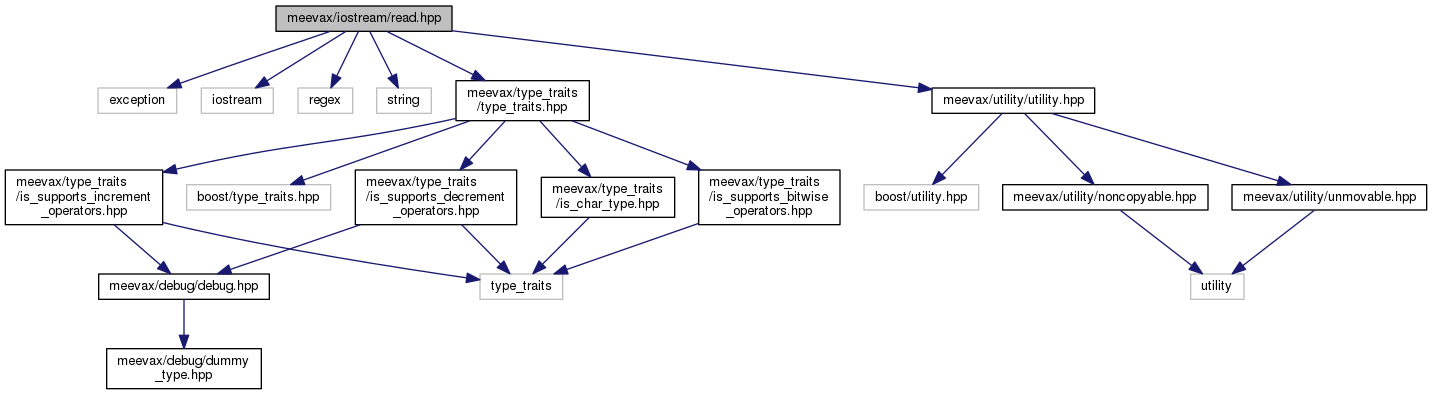 meevax/iostream/read.hpp
exception
iostream
regex
string
meevax/type_traits
/type_traits.hpp
meevax/utility/utility.hpp
meevax/type_traits
/is_supports_increment
_operators.hpp
boost/type_traits.hpp
meevax/type_traits
/is_supports_decrement
_operators.hpp
meevax/type_traits
/is_char_type.hpp
meevax/type_traits
/is_supports_bitwise
_operators.hpp
boost/utility.hpp
meevax/utility/noncopyable.hpp
meevax/utility/unmovable.hpp
meevax/debug/debug.hpp
type_traits
utility
meevax/debug/dummy
_type.hpp